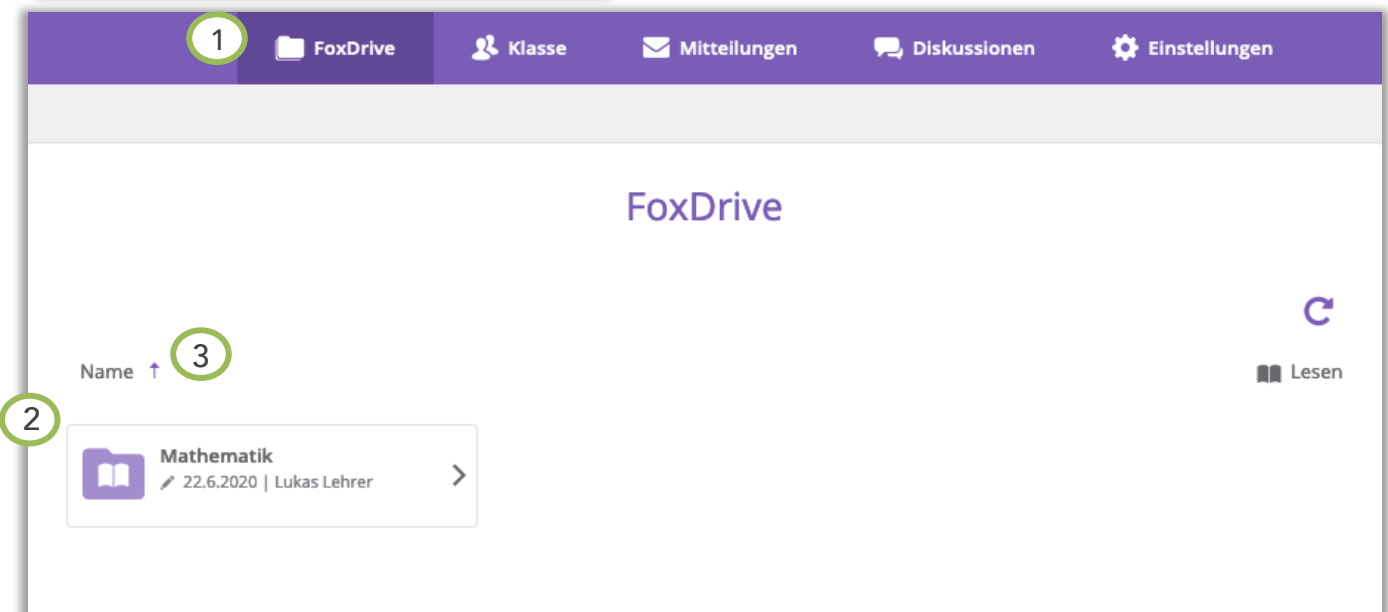 1 FoxDrive Klasse Mitteilungen Diskussionen Einstellungen
FoxDrive
Name 3 Lesen
2
Mathematik
22.6.2020 | Lukas Lehrer